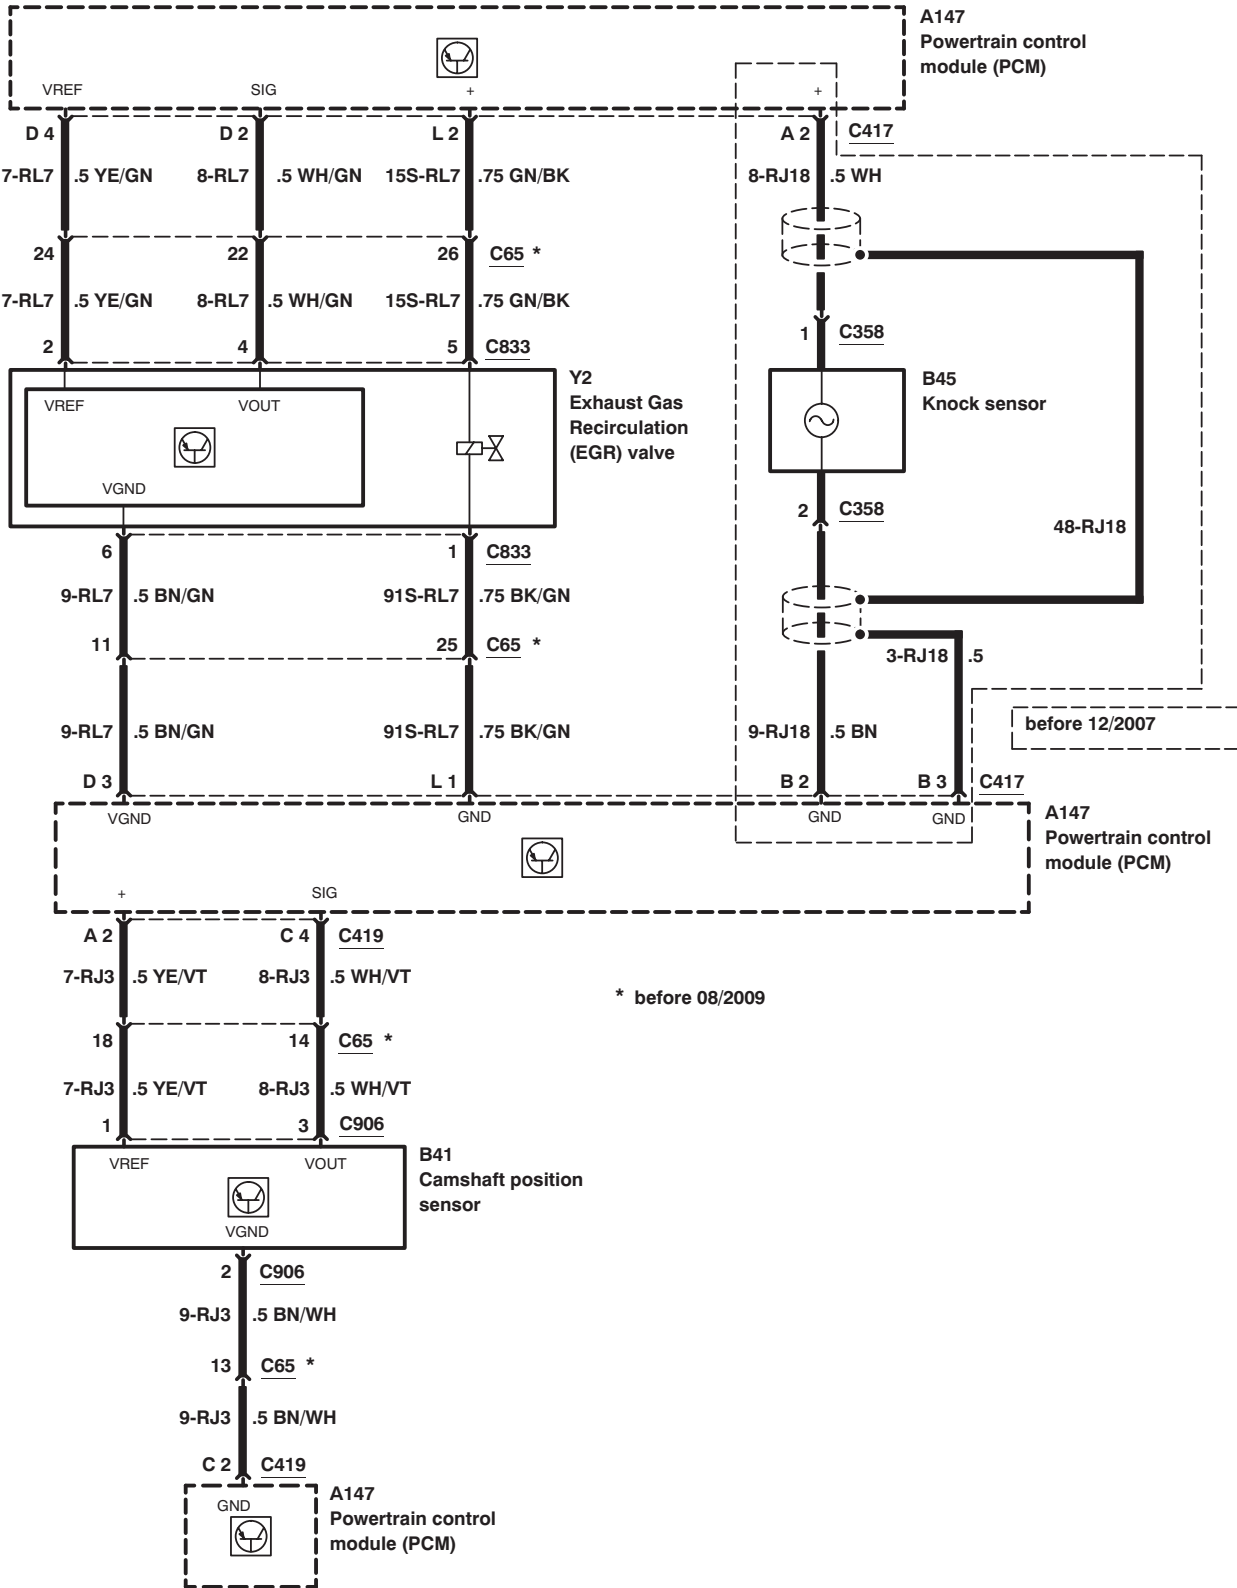 A147
Powertrain control
module (PCM)
VREF
SIG
+
+
D 4
D 2
L 2
A 2
C417
7-RL7 .5 YE/GN
8-RL7 .5 WH/GN
15S-RL7 .75 GN/BK
8-RJ18 .5 WH
24
22
26
C65 *
7-RL7 .5 YE/GN
8-RL7 .5 WH/GN
15S-RL7 .75 GN/BK
1
C358
2
4
5
C833
Y2
Exhaust Gas
Recirculation
(EGR) valve
VREF
VOUT
VGND
B45
Knock sensor
2
C358
48-RJ18
6
1
C833
9-RL7 .5 BN/GN
91S-RL7 .75 BK/GN
11
25
C65 *
3-RJ18 .5
9-RL7 .5 BN/GN
91S-RL7 .75 BK/GN
9-RJ18 .5 BN
before 12/2007
D 3
L 1
B 2
B 3
C417
VGND
GND
GND
GND
A147
Powertrain control
module (PCM)
+
SIG
A 2
C 4
C419
7-RJ3 .5 YE/VT
8-RJ3 .5 WH/VT
* before 08/2009
18
14
C65 *
7-RJ3 .5 YE/VT
8-RJ3 .5 WH/VT
1
3
C906
VREF
VOUT
VGND
B41
Camshaft position
sensor
2
C906
9-RJ3 .5 BN/WH
13
C65 *
9-RJ3 .5 BN/WH
C 2
C419
GND
A147
Powertrain control
module (PCM)